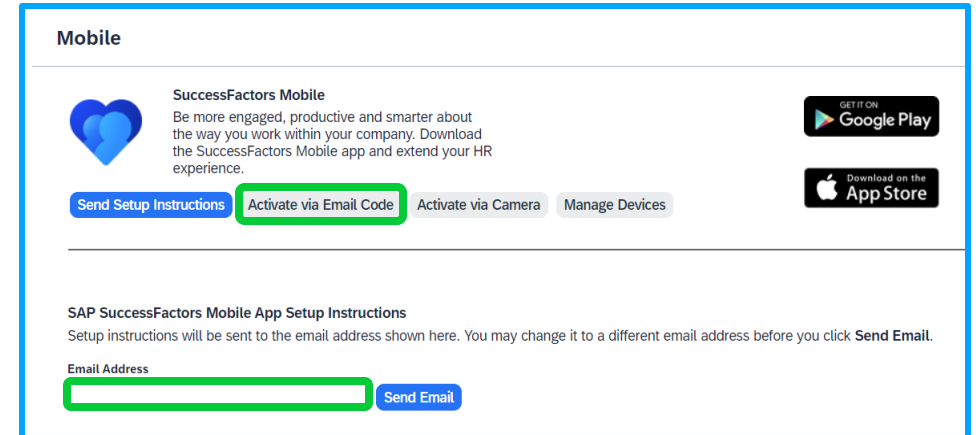 Mobile
SuccessFactors Mobile
Be more engaged, productive and smarter about
the way you work within your company. Download
the SuccessFactors Mobile app and extend your HR
experience.
GET IT ON
Google Play
Download on the
App Store
Send Setup Instructions Activate via Email Code Activate via Camera Manage Devices
SAP SuccessFactors Mobile App Setup Instructions
Setup instructions will be sent to the email address shown here. You may change it to a different email address before you click Send Email.
Email Address
Send Email